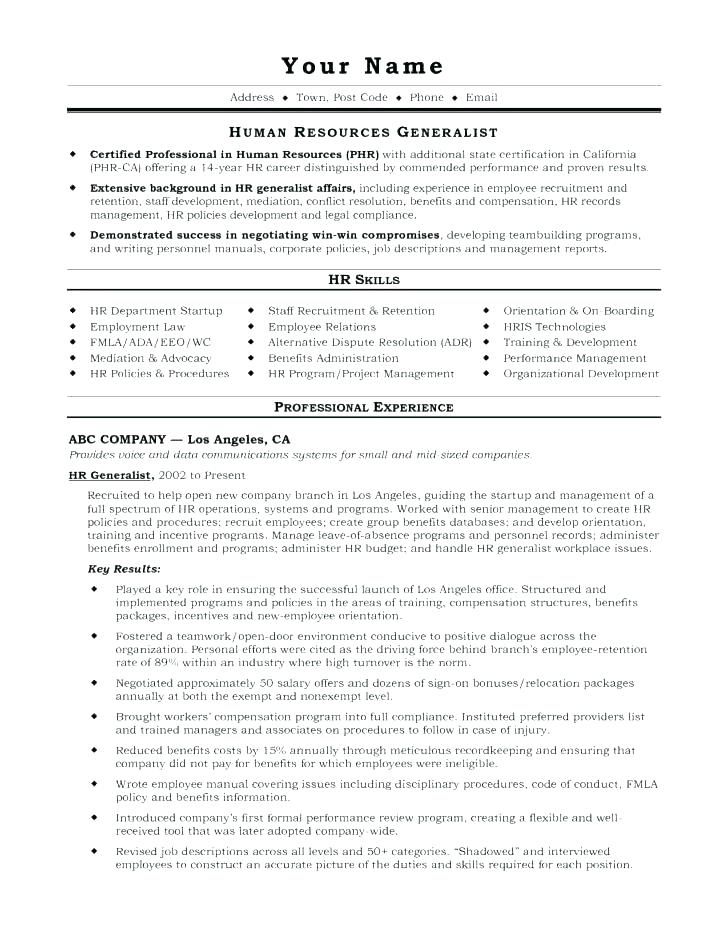 Your Name
Address ◆ Town, Post Code ◆ Phone ◆ Email
HUMAN RESOURCES GENERALIST
◆ Certified Professional in Human Resources (PHR) with additional state certification in California
(PHR-CA) offering a 14-year HR career distinguished by commended performance and proven results.
◆ Extensive background in HR generalist affairs, including experience in employee recruitment and
retention, staff development, mediation, conflict resolution, benefits and compensation, HR records
management, HR policies development and legal compliance.
◆ Demonstrated success in negotiating win-win compromises, developing teambuilding programs,
and writing personnel manuals, corporate policies, job descriptions and management reports.
HR SKILLS
◆ HR Department Startup ◆ Staff Recruitment & Retention ◆ Orientation & On-Boarding
◆ Employment Law ◆ Employee Relations ◆ HRIS Technologies
◆ FMLA/ADA/EEO/WC ◆ Alternative Dispute Resolution (ADR) ◆ Training & Development
◆ Mediation & Advocacy ◆ Benefits Administration ◆ Performance Management
◆ HR Policies & Procedures ◆ HR Program/Project Management ◆ Organizational Development
PROFESSIONAL EXPERIENCE
ABC COMPANY — Los Angeles, CA
Provides voice and data communications systems for small and mid-sized companies.
HR Generalist, 2002 to Present
Recruited to help open new company branch in Los Angeles, guiding the startup and management of a
full spectrum of HR operations, systems and programs. Worked with senior management to create HR
policies and procedures; recruit employees; create group benefits databases; and develop orientation,
training and incentive programs. Manage leave-of-absence programs and personnel records; administer
benefits enrollment and programs; administer HR budget; and handle HR generalist workplace issues.
Key Results:
◆ Played a key role in ensuring the successful launch of Los Angeles office. Structured and
implemented programs and policies in the areas of training, compensation structures, benefits
packages, incentives and new-employee orientation.
◆ Fostered a teamwork/open-door environment conducive to positive dialogue across the
organization. Personal efforts were cited as the driving force behind branch's employee-retention
rate of 89% within an industry where high turnover is the norm.
◆ Negotiated approximately 50 salary offers and dozens of sign-on bonuses/relocation packages
annually at both the exempt and nonexempt level.
◆ Brought workers' compensation program into full compliance. Instituted preferred providers list
and trained managers and associates on procedures to follow in case of injury.
◆ Reduced benefits costs by 15% annually through meticulous recordkeeping and ensuring that
company did not pay for benefits for which employees were ineligible.
◆ Wrote employee manual covering issues including disciplinary procedures, code of conduct, FMLA
policy and benefits information.
◆ Introduced company's first formal performance review program, creating a flexible and well-
received tool that was later adopted company-wide.
◆ Revised job descriptions across all levels and 50+ categories. "Shadowed" and interviewed
employees to construct an accurate picture of the duties and skills required for each position.